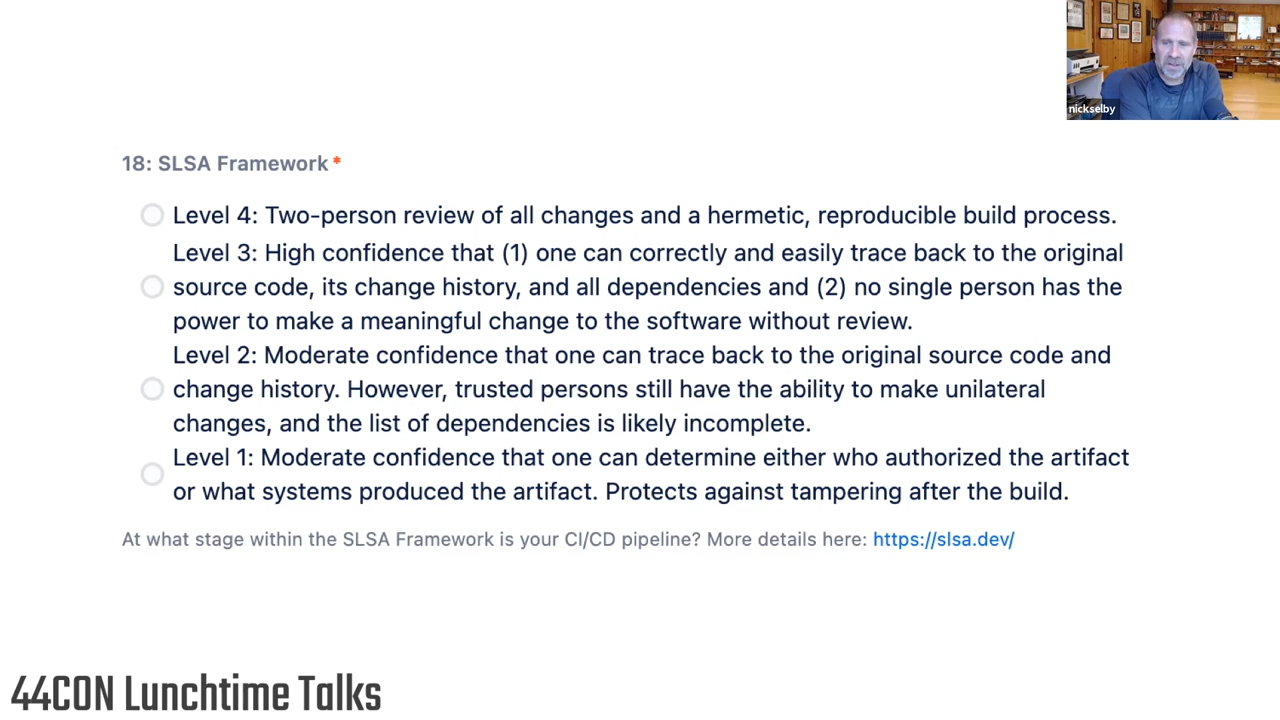 nickselby
18: SLSA Framework *
Level 4: Two-person review of all changes and a hermetic, reproducible build process.
Level 3: High confidence that (1) one can correctly and easily trace back to the original
source code, its change history, and all dependencies and (2) no single person has the
power to make a meaningful change to the software without review.
Level 2: Moderate confidence that one can trace back to the original source code and
change history. However, trusted persons still have the ability to make unilateral
changes, and the list of dependencies is likely incomplete.
Level 1: Moderate confidence that one can determine either who authorized the artifact
or what systems produced the artifact. Protects against tampering after the build.
At what stage within the SLSA Framework is your CI/CD pipeline? More details here: https://slsa.dev/
44CON Lunchtime Talks